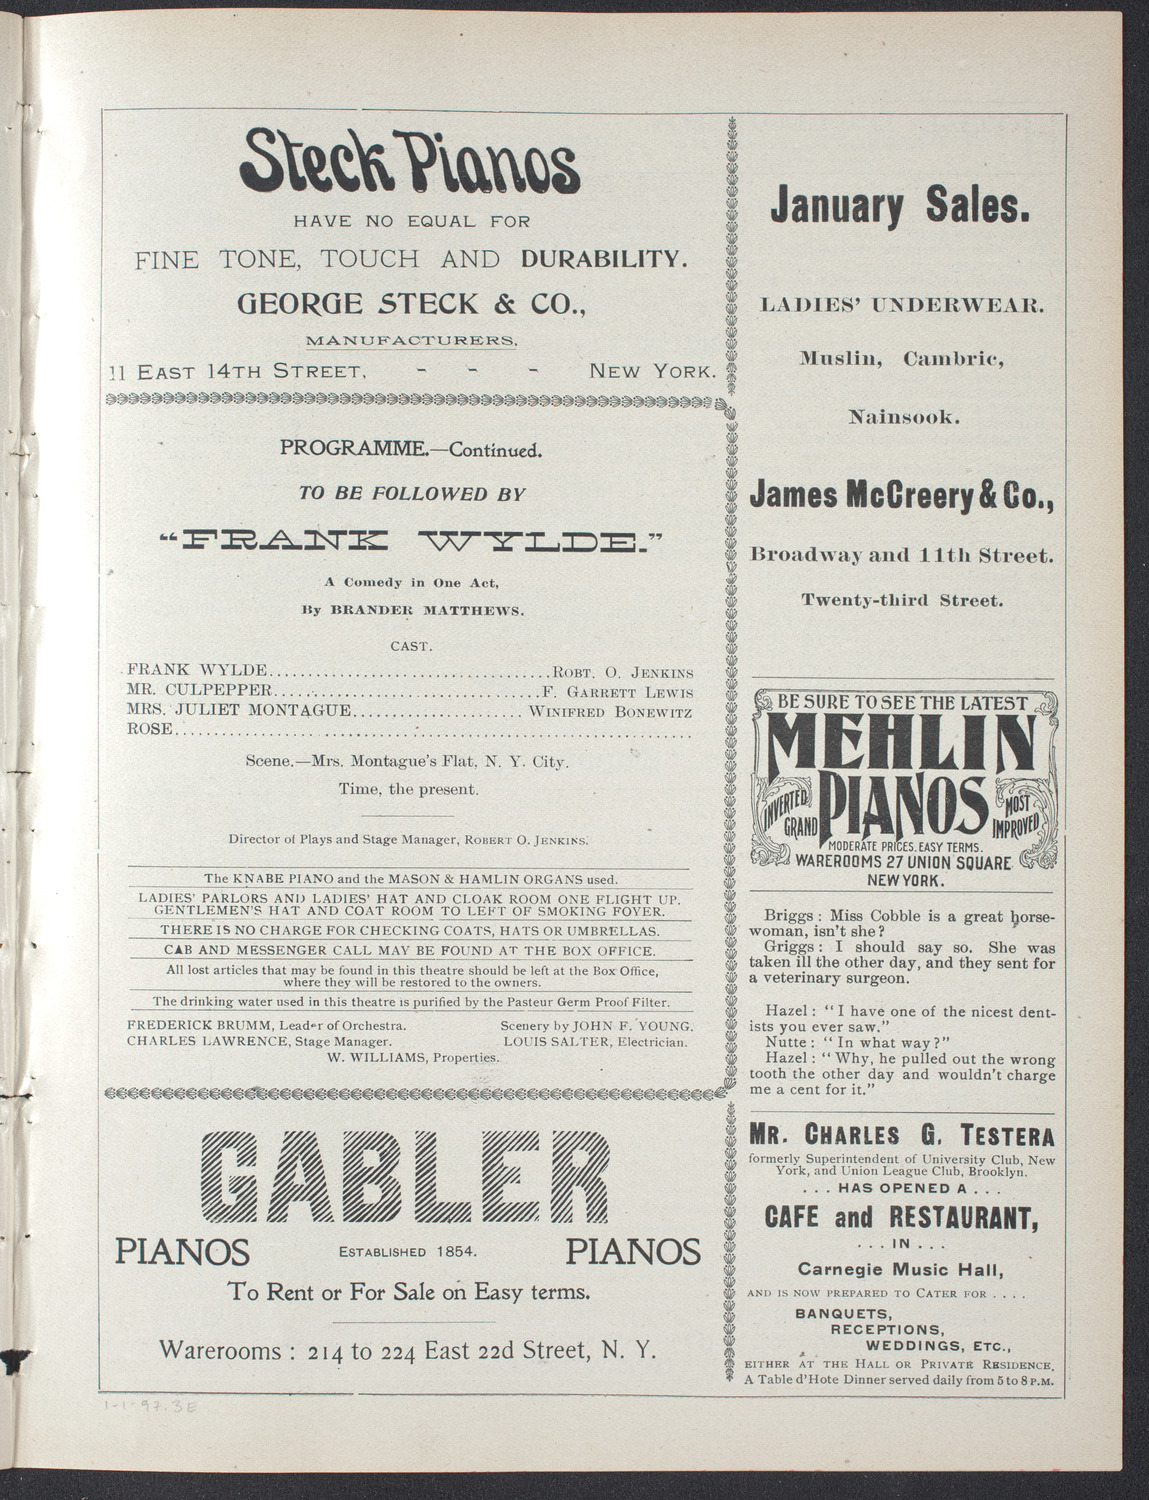 Steck Pianos
HAVE NO EQUAL FOR
FINE TONE, TOUCH AND DURABILITY.
GEORGE STECK & CO.,
MANUFACTURERS,
11 EAST 14TH STREET, - - - NEW YORK.
PROGRAMME.—Continued.
TO BE FOLLOWED BY
“FRANK WYLDE.”
A Comedy in One Act,
By BRANDER MATTHEWS.
CAST.
FRANK WYLDE..................................ROBT. O. JENKINS
MR. CULPEPPER................................F. GARRETT LEWIS
MRS. JULIET MONTAGUE..................... WINIFRED BONEWITZ
ROSE..............................................................
Scene.—Mrs. Montague's Flat, N. Y. City.
Time, the present.
Director of Plays and Stage Manager, ROBERT O. JENKINS.
The KNABE PIANO and the MASON & HAMLIN ORGANS used.
LADIES' PARLORS AND LADIES' HAT AND CLOAK ROOM ONE FLIGHT UP.
GENTLEMEN'S HAT AND COAT ROOM TO LEFT OF SMOKING FOYER.
THERE IS NO CHARGE FOR CHECKING COATS, HATS OR UMBRELLAS.
CAB AND MESSENGER CALL MAY BE FOUND AT THE BOX OFFICE.
All lost articles that may be found in this theatre should be left at the Box Office,
where they will be restored to the owners.
The drinking water used in this theatre is purified by the Pasteur Germ Proof Filter.
FREDERICK BRUMM, Leader of Orchestra. Scenery by JOHN F. YOUNG.
CHARLES LAWRENCE, Stage Manager. LOUIS SALTER, Electrician.
W. WILLIAMS, Properties.
GABLER
PIANOS ESTABLISHED 1854. PIANOS
To Rent or For Sale on Easy terms.
Warerooms : 214 to 224 East 22d Street, N. Y.
1-1-97.3E
January Sales.
LADIES' UNDERWEAR.
Muslin, Cambric,
Nainsook.
James McCreery & Co.,
Broadway and 11th Street.
Twenty-third Street.
BE SURE TO SEE THE LATEST
MEHLIN
INVERTED GRAND PIANOS MOST IMPROVED
MODERATE PRICES. EASY TERMS.
WAREROOMS 27 UNION SQUARE
NEW YORK.
Briggs : Miss Cobble is a great horse-
woman, isn't she?
Griggs : I should say so. She was
taken ill the other day, and they sent for
a veterinary surgeon.
Hazel : “I have one of the nicest dent-
ists you ever saw.”
Nutte : “In what way?”
Hazel : “Why, he pulled out the wrong
tooth the other day and wouldn't charge
me a cent for it.”
MR. CHARLES G. TESTERA
formerly Superintendent of University Club, New
York, and Union League Club, Brooklyn.
... HAS OPENED A ...
CAFE and RESTAURANT,
... IN ...
Carnegie Music Hall,
AND IS NOW PREPARED TO CATER FOR ....
BANQUETS,
RECEPTIONS,
WEDDINGS, ETC.,
EITHER AT THE HALL OR PRIVATE RESIDENCE.
A Table d'Hote Dinner served daily from 5 to 8 P.M.